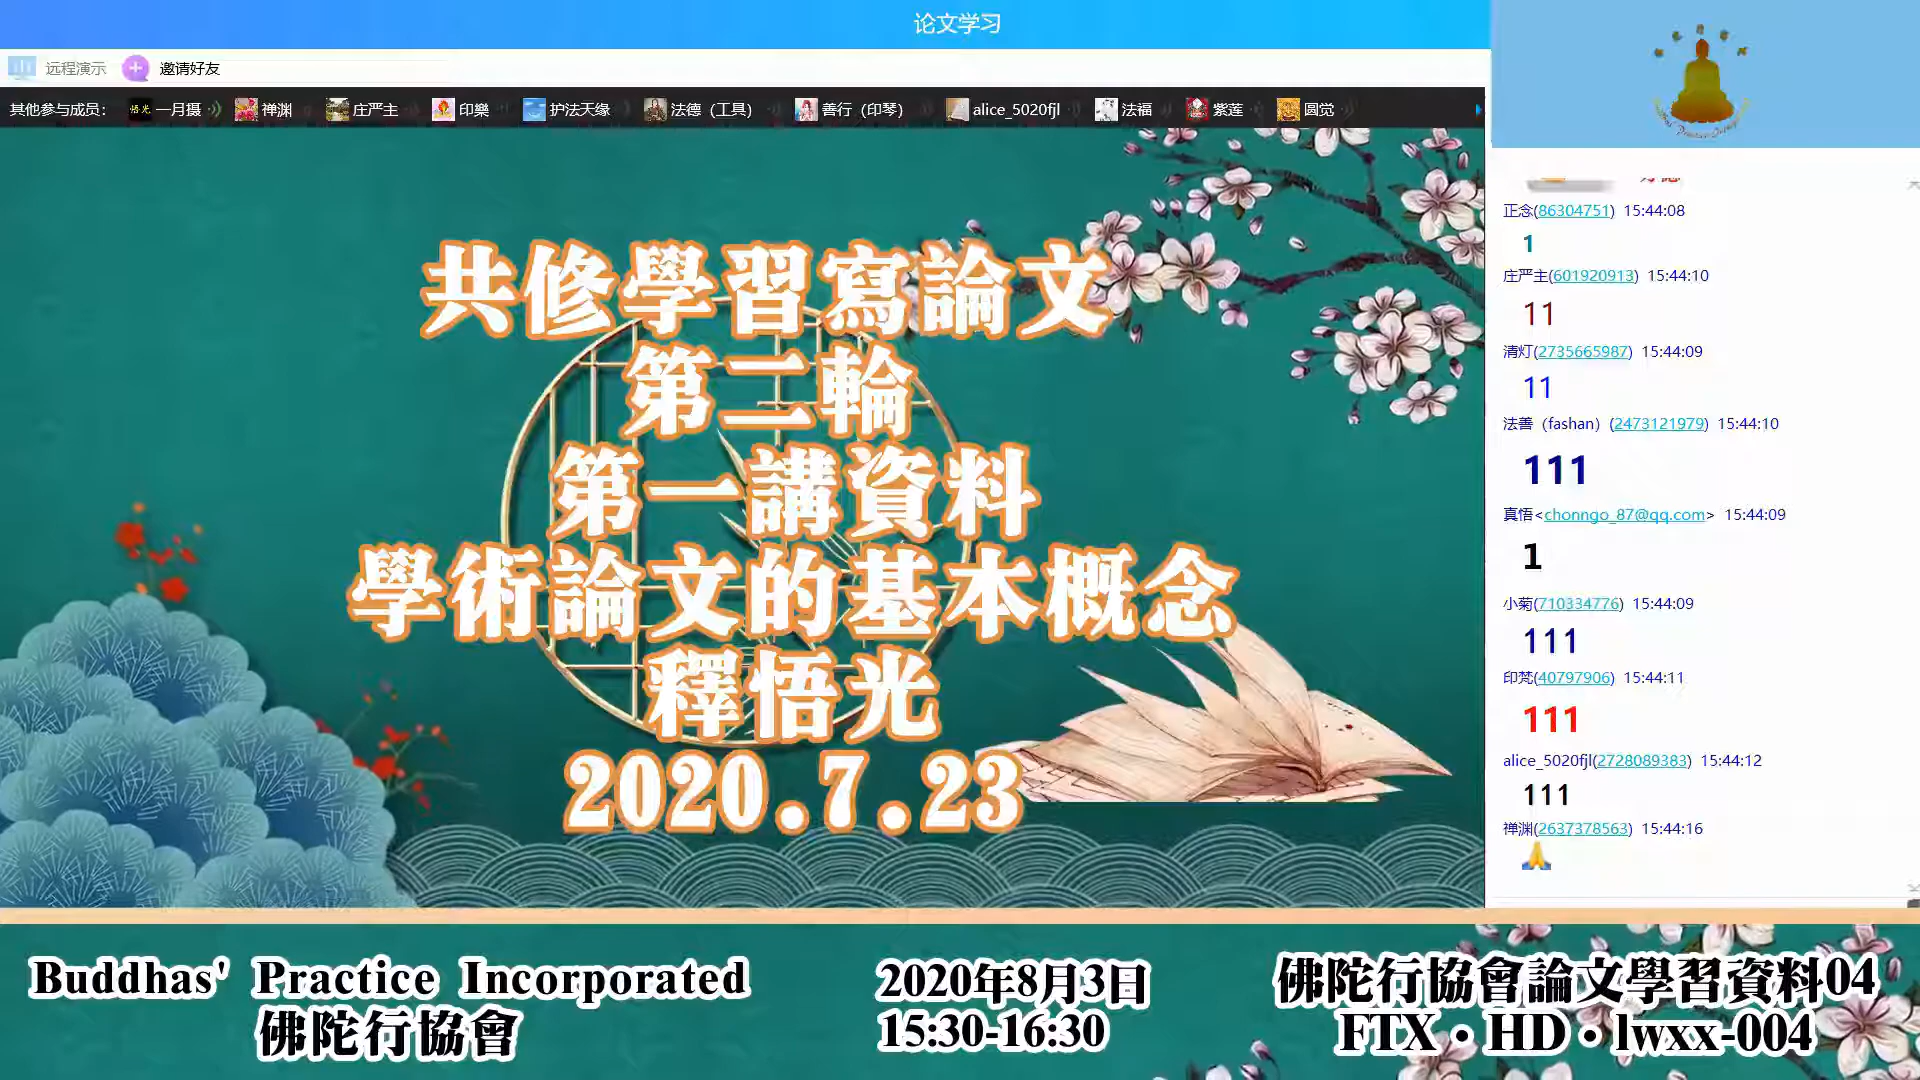 论文学习
远程演示 邀请好友
其他参与成员： 悟光 一月摄 禅渊 庄严主 印樂 护法天缘 法德（工具） 善行（印琴） alice_5020fjl 法福 紫莲 圆觉
共修學習寫論文
第二輪
第一講資料
學術論文的基本概念
釋悟光
2020.7.23
正念(86304751) 15:44:08
1
庄严主(601920913) 15:44:10
11
清灯(2735665987) 15:44:09
11
法善（fashan）(2473121979) 15:44:10
111
真悟<chonngo_87@qq.com> 15:44:09
1
小菊(710334776) 15:44:09
111
印梵(40797906) 15:44:11
111
alice_5020fjl(2728089383) 15:44:12
111
禅渊(2637378563) 15:44:16
Buddhas' Practice Incorporated
佛陀行協會
2020年8月3日
15:30-16:30
佛陀行協會論文學習資料04
FTX·HD·lwxx-004